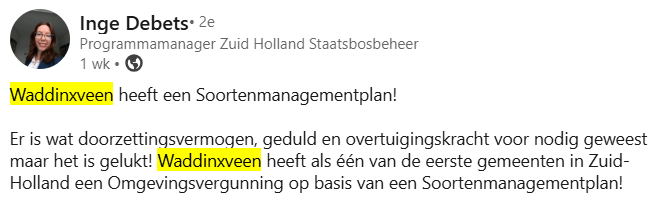 Inge Debets • 2e
Programmamanager Zuid Holland Staatsbosbeheer
1 wk •
Waddinxveen heeft een Soortenmanagementplan!
Er is wat doorzettingsvermogen, geduld en overtuigingskracht voor nodig geweest
maar het is gelukt! Waddinxveen heeft als één van de eerste gemeenten in Zuid-
Holland een Omgevingsvergunning op basis van een Soortenmanagementplan!